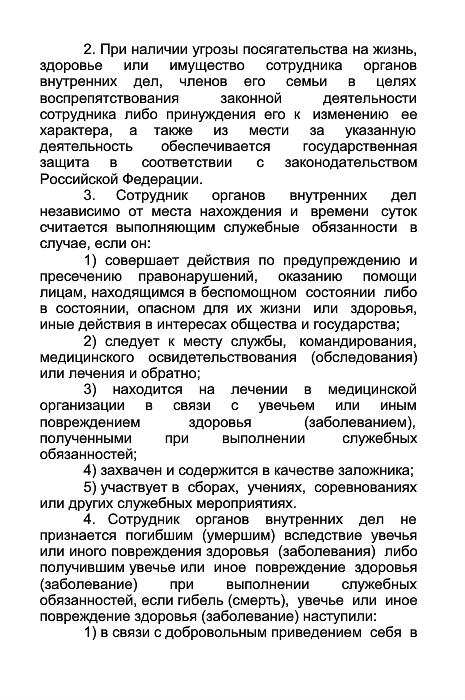 2. При наличии угрозы посягательства на жизнь,
здоровье или имущество сотрудника органов
внутренних дел, членов его семьи в целях
воспрепятствования законной деятельности
сотрудника либо принуждения его к изменению ее
характера, а также из мести за указанную
деятельность обеспечивается государственная
защита в соответствии с законодательством
Российской Федерации.
3. Сотрудник органов внутренних дел
независимо от места нахождения и времени суток
считается выполняющим служебные обязанности в
случае, если он:
1) совершает действия по предупреждению и
пресечению правонарушений, оказанию помощи
лицам, находящимся в беспомощном состоянии либо
в состоянии, опасном для их жизни или здоровья,
иные действия в интересах общества и государства;
2) следует к месту службы, командирования,
медицинского освидетельствования (обследования)
или лечения и обратно;
3) находится на лечении в медицинской
организации в связи с увечьем или иным
повреждением здоровья (заболеванием),
полученными при выполнении служебных
обязанностей;
4) захвачен и содержится в качестве заложника;
5) участвует в сборах, учениях, соревнованиях
или других служебных мероприятиях.
4. Сотрудник органов внутренних дел не
признается погибшим (умершим) вследствие увечья
или иного повреждения здоровья (заболевания) либо
получившим увечье или иное повреждение здоровья
(заболевание) при выполнении служебных
обязанностей, если гибель (смерть), увечье или иное
повреждение здоровья (заболевание) наступили:
1) в связи с добровольным приведением себя в